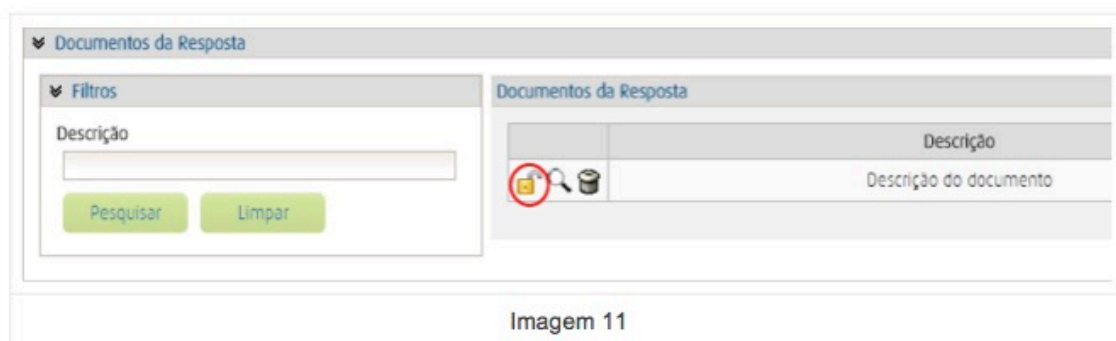 Documentos da Resposta
Filtros
Descrição
Pesquisar Limpar
Documentos da Resposta
Descrição
Descrição do documento
Imagem 11